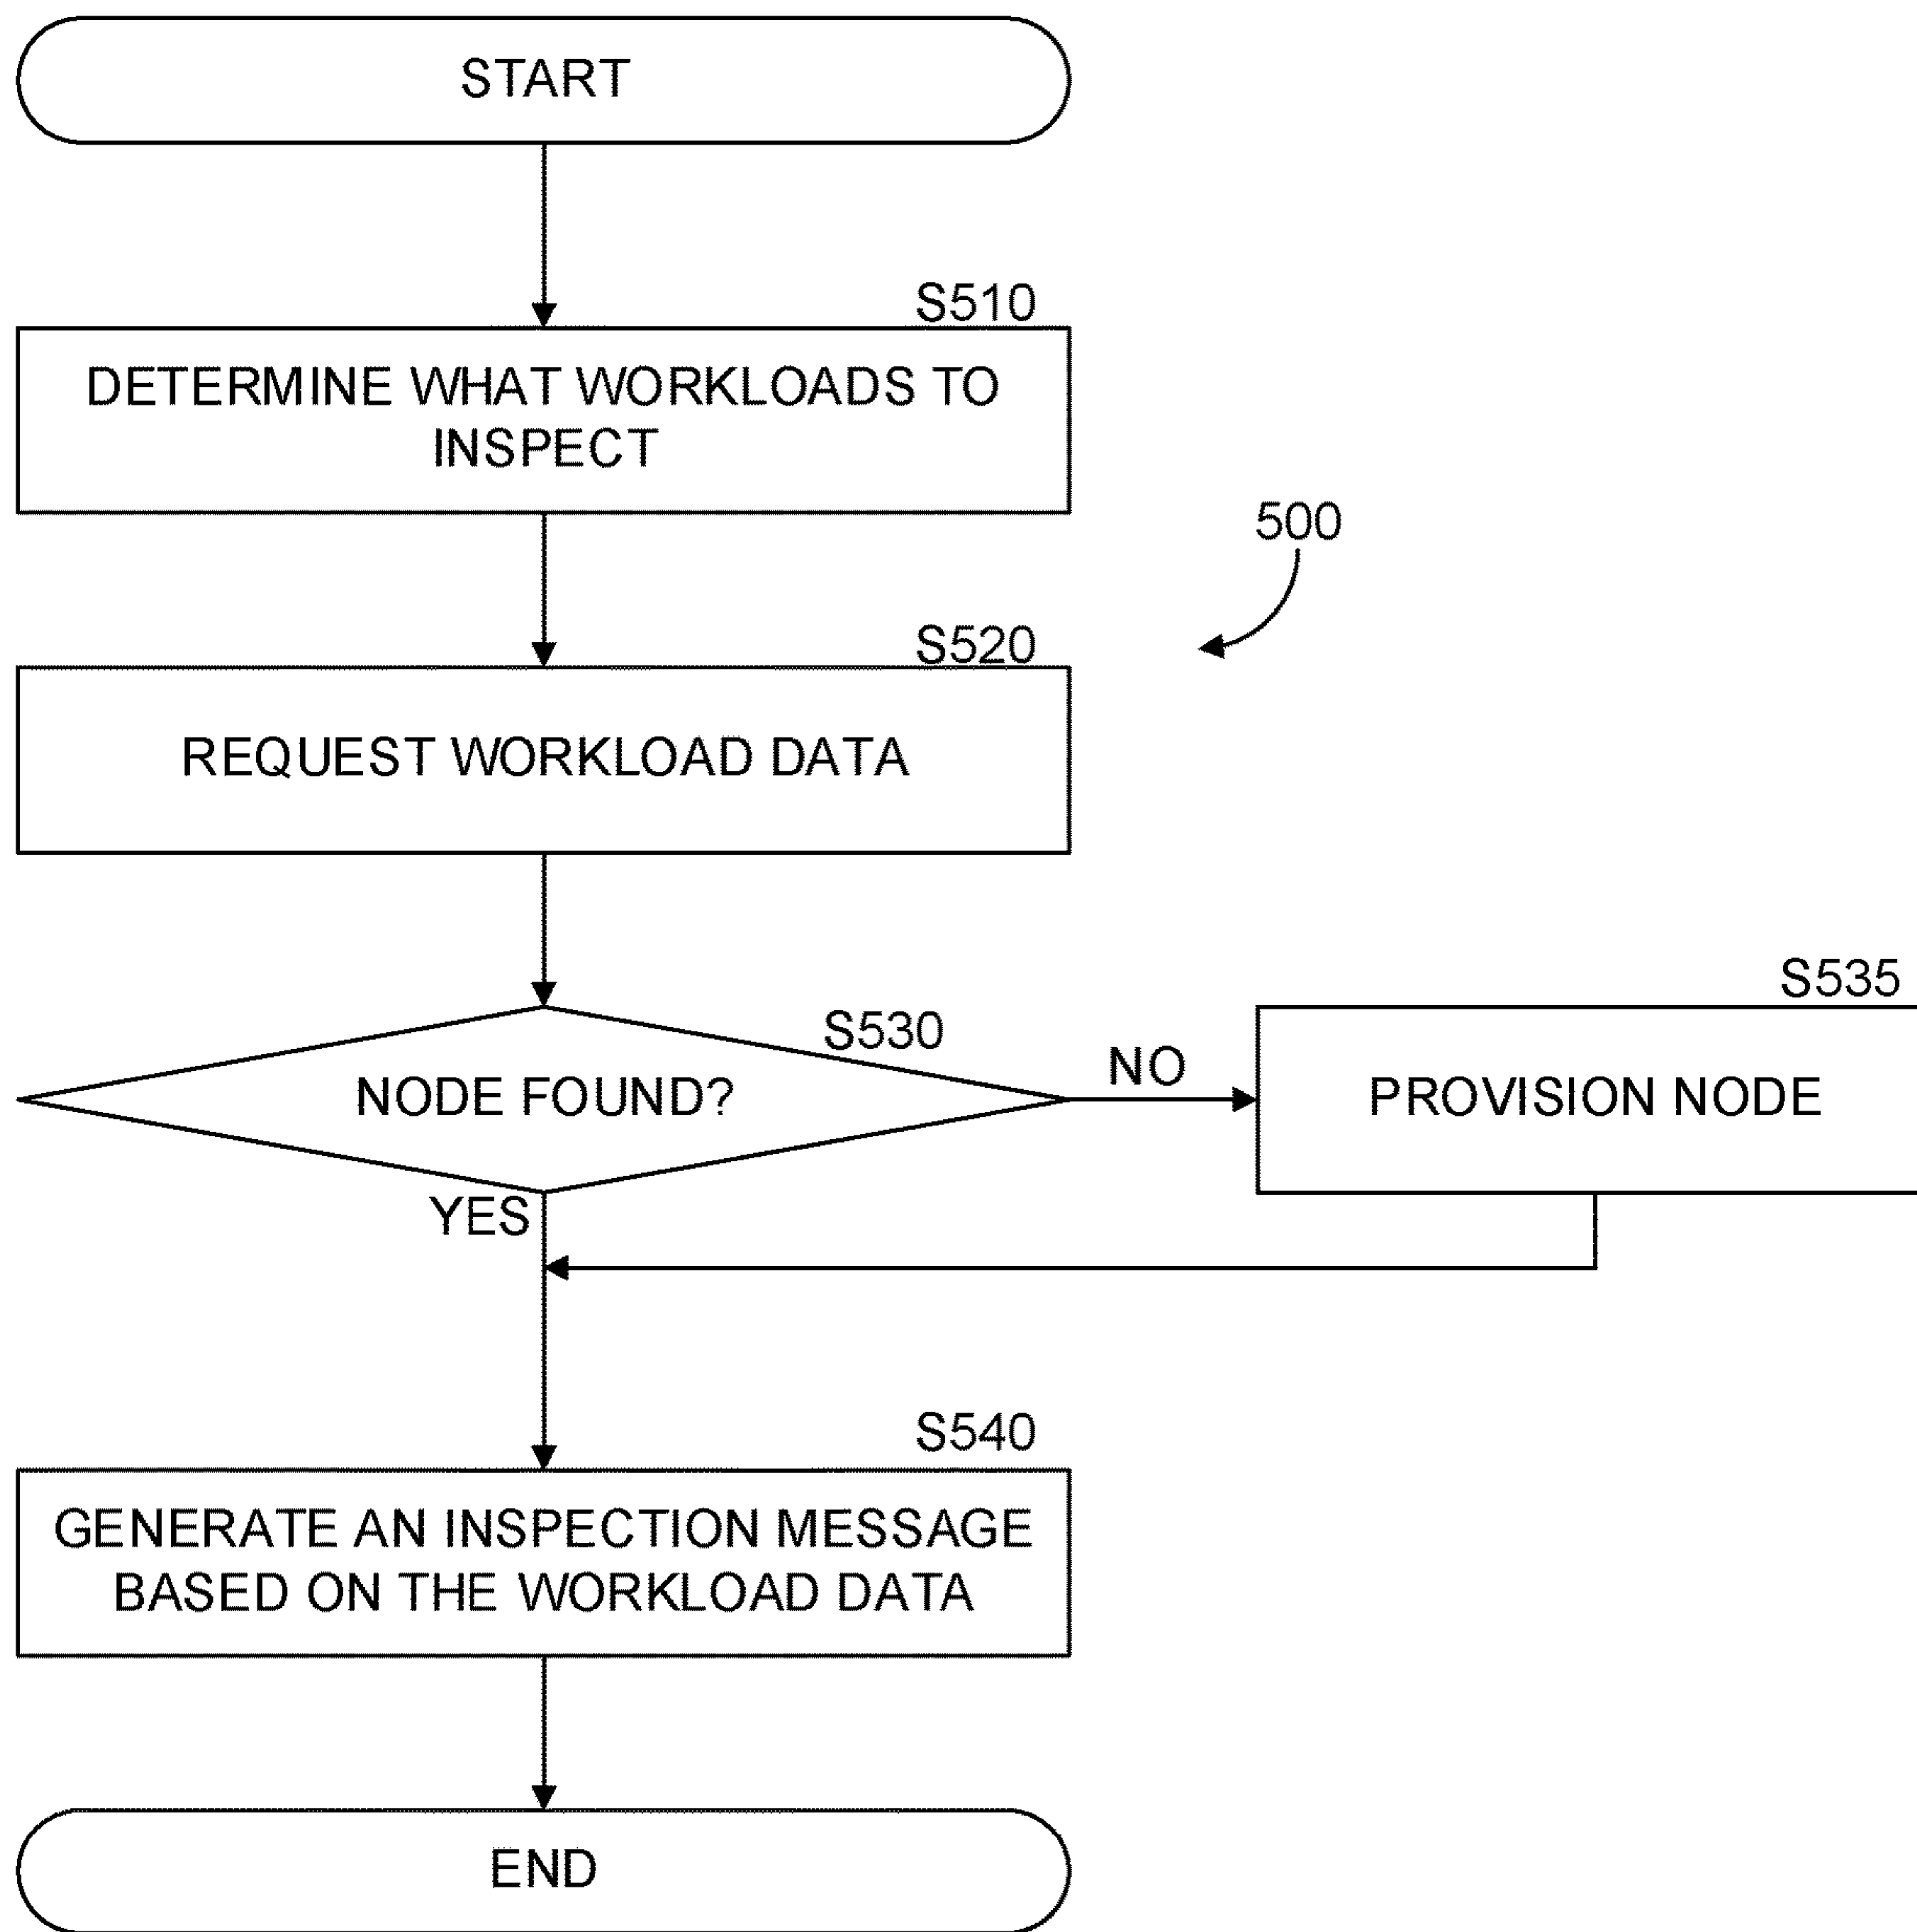 START
S510
DETERMINE WHAT WORKLOADS TO
INSPECT
500
S520
REQUEST WORKLOAD DATA
S530
NODE FOUND?
NO
S535
PROVISION NODE
YES
S540
GENERATE AN INSPECTION MESSAGE
BASED ON THE WORKLOAD DATA
END